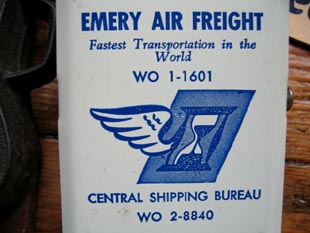 EMERY AIR FREIGHT
Fastest Transportation in the
World
WO 1-1601
CENTRAL SHIPPING BUREAU
WO 2-8840